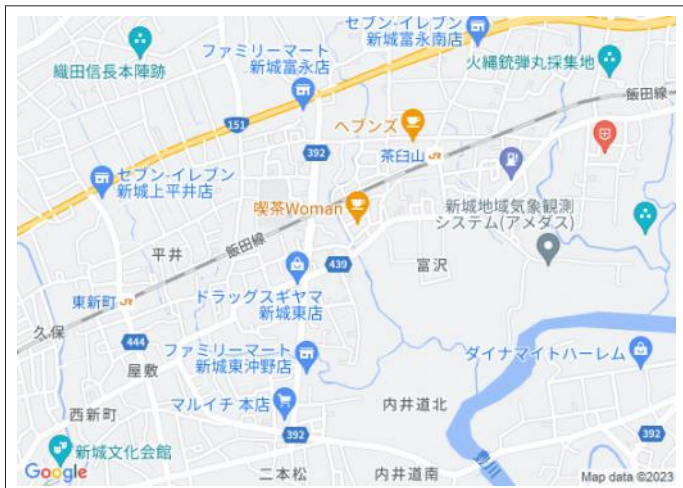 セブン-イレブン
新城富永南店
ファミリーマート
新城富永店
織田信長本陣跡
火縄銃弾丸採集地
飯田線
151
392
ヘブンズ
茶臼山
セブン-イレブン
新城上平井店
喫茶Woman
新城地域気象観測
システム(アメダス)
平井
飯田線
富沢
439
東新町
ドラッグスギヤマ
新城東店
久保
444
ファミリーマート
新城東沖野店
ダイナマイトハーレム
屋敷
マルイチ 本店
内井道北
西新町
392
392
新城文化会館
豊川
Google
二本松
内井道南
Map data ©2023